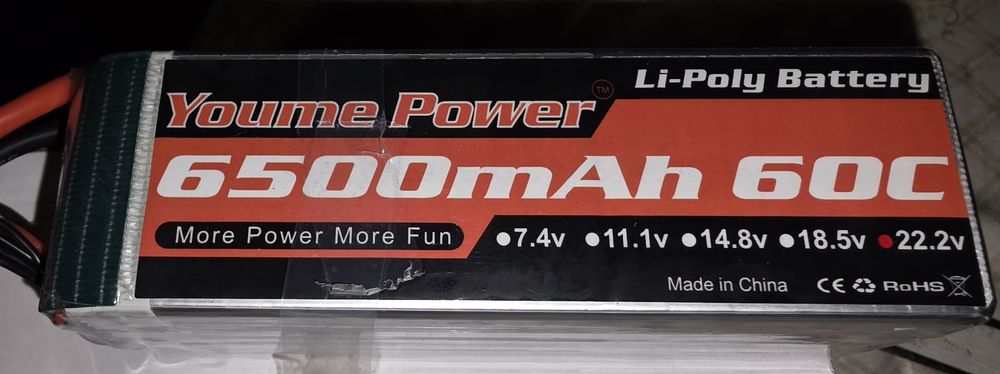 Li-Poly Battery
Youme Power™
6500mAh 60C
More Power More Fun
●7.4v ●11.1v ●14.8v ●18.5v ●22.2v
Made in China CE RoHS